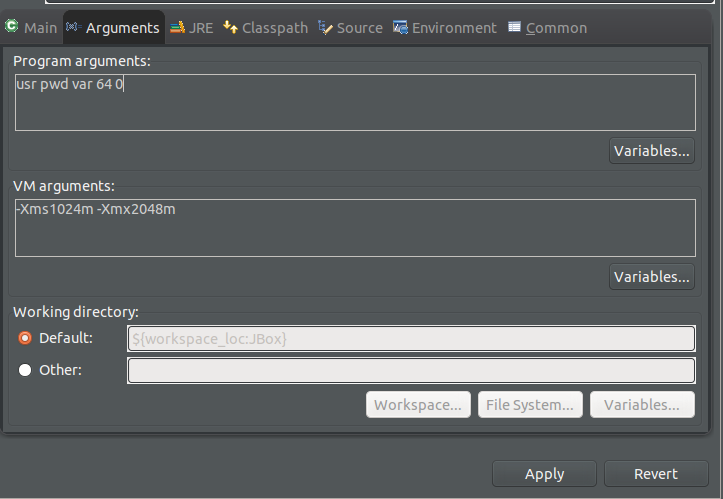 Main Arguments JRE Classpath Source Environment Common
Program arguments:
usr pwd var 64 0
Variables...
VM arguments:
-Xms1024m -Xmx2048m
Variables...
Working directory:
Default: ${workspace_loc:JBox}
Other:
Workspace... File System... Variables...
Apply Revert